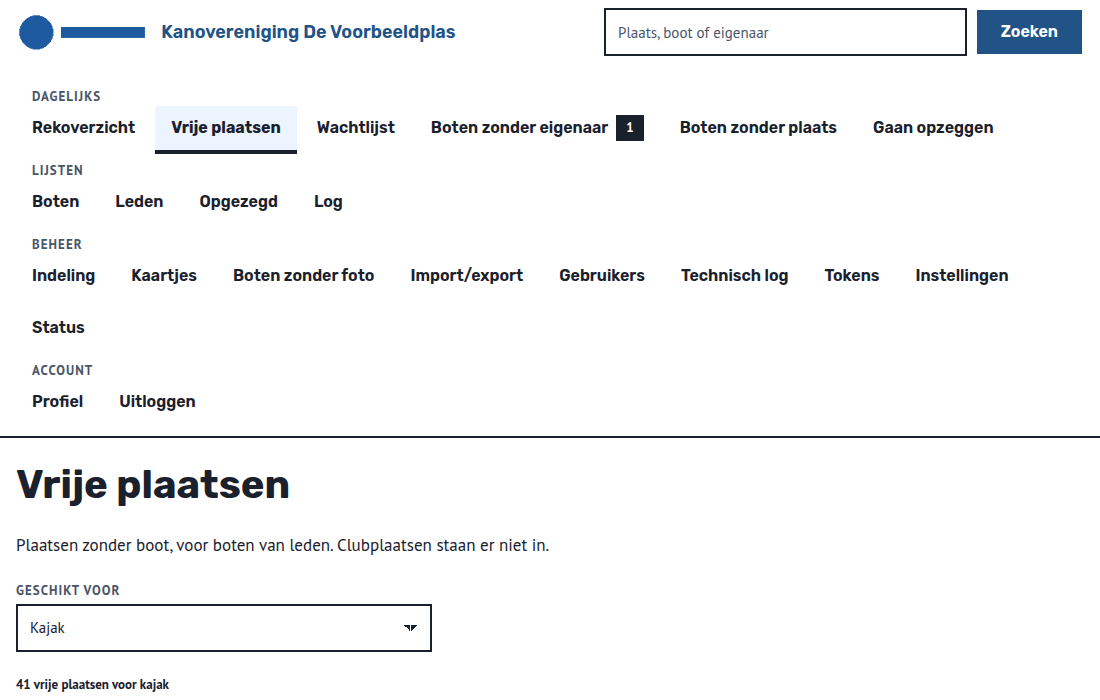 Kanovereniging De Voorbeeldplas
Plaats, boot of eigenaar
Zoeken
DAGELIJKS
Rekoverzicht Vrije plaatsen Wachtlijst Boten zonder eigenaar 1 Boten zonder plaats Gaan opzeggen
LIJSTEN
Boten Leden Opgezegd Log
BEHEER
Indeling Kaartjes Boten zonder foto Import/export Gebruikers Technisch log Tokens Instellingen
Status
ACCOUNT
Profiel Uitloggen
Vrije plaatsen
Plaatsen zonder boot, voor boten van leden. Clubplaatsen staan er niet in.
GESCHIKT VOOR
Kajak
41 vrije plaatsen voor kajak